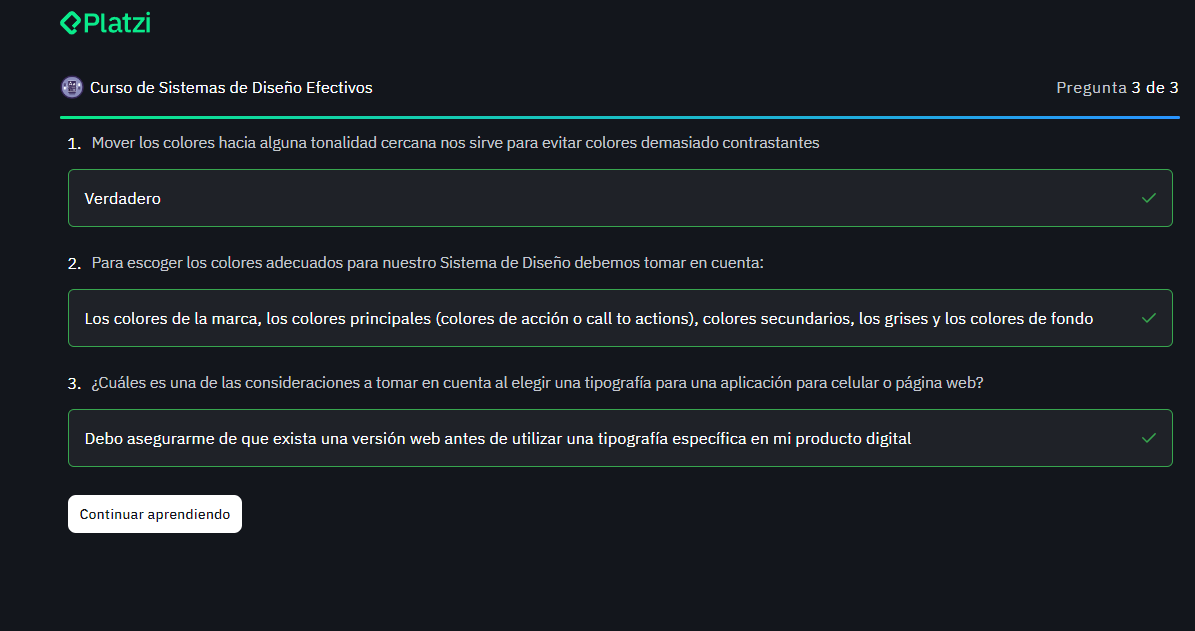 Platzi
Curso de Sistemas de Diseño Efectivos
Pregunta 3 de 3
1. Mover los colores hacia alguna tonalidad cercana nos sirve para evitar colores demasiado contrastantes
Verdadero
2. Para escoger los colores adecuados para nuestro Sistema de Diseño debemos tomar en cuenta:
Los colores de la marca, los colores principales (colores de acción o call to actions), colores secundarios, los grises y los colores de fondo
3. ¿Cuáles es una de las consideraciones a tomar en cuenta al elegir una tipografía para una aplicación para celular o página web?
Debo asegurarme de que exista una versión web antes de utilizar una tipografía específica en mi producto digital
Continuar aprendiendo